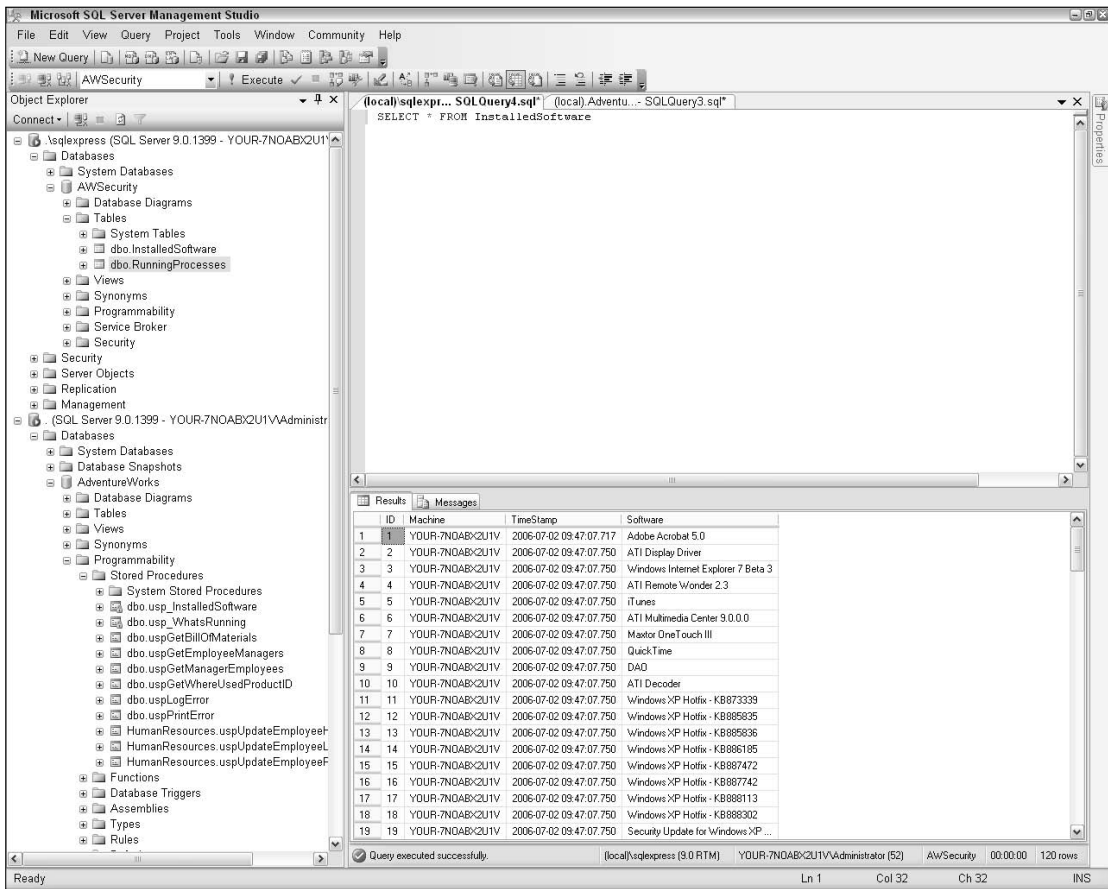 Microsoft SQL Server Management Studio
File Edit View Query Project Tools Window Community Help
New Query
AWSecurity Execute
Object Explorer
(local)\sqlexpr... SQLQuery4.sql* (local).Adventu...- SQLQuery3.sql*
Properties
Connect
SELECT * FROM InstalledSoftware
.\sqlexpress (SQL Server 9.0.1399 - YOUR-7NOABX2U1V
Databases
System Databases
AWSecurity
Database Diagrams
Tables
System Tables
dbo.InstalledSoftware
dbo.RunningProcesses
Views
Synonyms
Programmability
Service Broker
Security
Security
Server Objects
Replication
Management
. (SQL Server 9.0.1399 - YOUR-7NOABX2U1V\Administr
Databases
System Databases
Database Snapshots
AdventureWorks
Database Diagrams
Tables
Views
Synonyms
Programmability
Stored Procedures
System Stored Procedures
dbo.usp_InstalledSoftware
dbo.usp_WhatsRunning
dbo.uspGetBillOfMaterials
dbo.uspGetEmployeeManagers
dbo.uspGetManagerEmployees
dbo.uspGetWhereUsedProductID
dbo.uspLogError
dbo.uspPrintError
HumanResources.uspUpdateEmployeeH
HumanResources.uspUpdateEmployeeL
HumanResources.uspUpdateEmployeeP
Functions
Database Triggers
Assemblies
Types
Rules
Results Messages
ID Machine TimeStamp Software
1 1 YOUR-7NOABX2U1V 2006-07-02 09:47:07.717 Adobe Acrobat 5.0
2 2 YOUR-7NOABX2U1V 2006-07-02 09:47:07.750 ATI Display Driver
3 3 YOUR-7NOABX2U1V 2006-07-02 09:47:07.750 Windows Internet Explorer 7 Beta 3
4 4 YOUR-7NOABX2U1V 2006-07-02 09:47:07.750 ATI Remote Wonder 2.3
5 5 YOUR-7NOABX2U1V 2006-07-02 09:47:07.750 iTunes
6 6 YOUR-7NOABX2U1V 2006-07-02 09:47:07.750 ATI Multimedia Center 9.0.0.0
7 7 YOUR-7NOABX2U1V 2006-07-02 09:47:07.750 Maxtor OneTouch III
8 8 YOUR-7NOABX2U1V 2006-07-02 09:47:07.750 QuickTime
9 9 YOUR-7NOABX2U1V 2006-07-02 09:47:07.750 DAO
10 10 YOUR-7NOABX2U1V 2006-07-02 09:47:07.750 ATI Decoder
11 11 YOUR-7NOABX2U1V 2006-07-02 09:47:07.750 Windows XP Hotfix - KB873339
12 12 YOUR-7NOABX2U1V 2006-07-02 09:47:07.750 Windows XP Hotfix - KB885835
13 13 YOUR-7NOABX2U1V 2006-07-02 09:47:07.750 Windows XP Hotfix - KB885836
14 14 YOUR-7NOABX2U1V 2006-07-02 09:47:07.750 Windows XP Hotfix - KB886185
15 15 YOUR-7NOABX2U1V 2006-07-02 09:47:07.750 Windows XP Hotfix - KB887472
16 16 YOUR-7NOABX2U1V 2006-07-02 09:47:07.750 Windows XP Hotfix - KB887742
17 17 YOUR-7NOABX2U1V 2006-07-02 09:47:07.750 Windows XP Hotfix - KB888113
18 18 YOUR-7NOABX2U1V 2006-07-02 09:47:07.750 Windows XP Hotfix - KB888302
19 19 YOUR-7NOABX2U1V 2006-07-02 09:47:07.750 Security Update for Windows XP ...
Query executed successfully. (local)\sqlexpress (9.0 RTM) YOUR-7NOABX2U1V\Administrator (52) AWSecurity 00:00:00 120 rows
Ready Ln 1 Col 32 Ch 32 INS